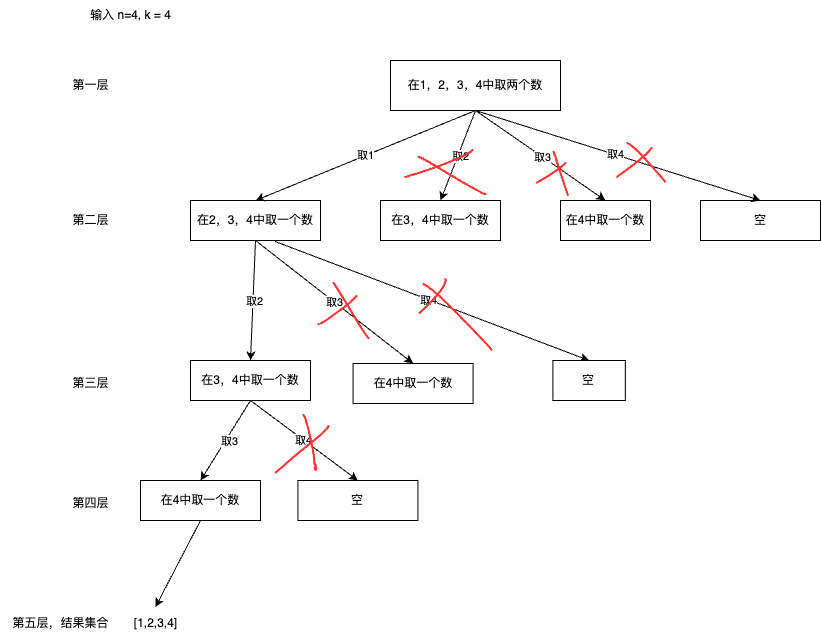 输入 n=4, k = 4
第一层
在1，2，3，4中取两个数
取1
取2
取3
取4
第二层
在2，3，4中取一个数
在3，4中取一个数
在4中取一个数
空
取2
取3
取4
第三层
在3，4中取一个数
在4中取一个数
空
取3
取4
第四层
在4中取一个数
空
第五层，结果集合
[1,2,3,4]